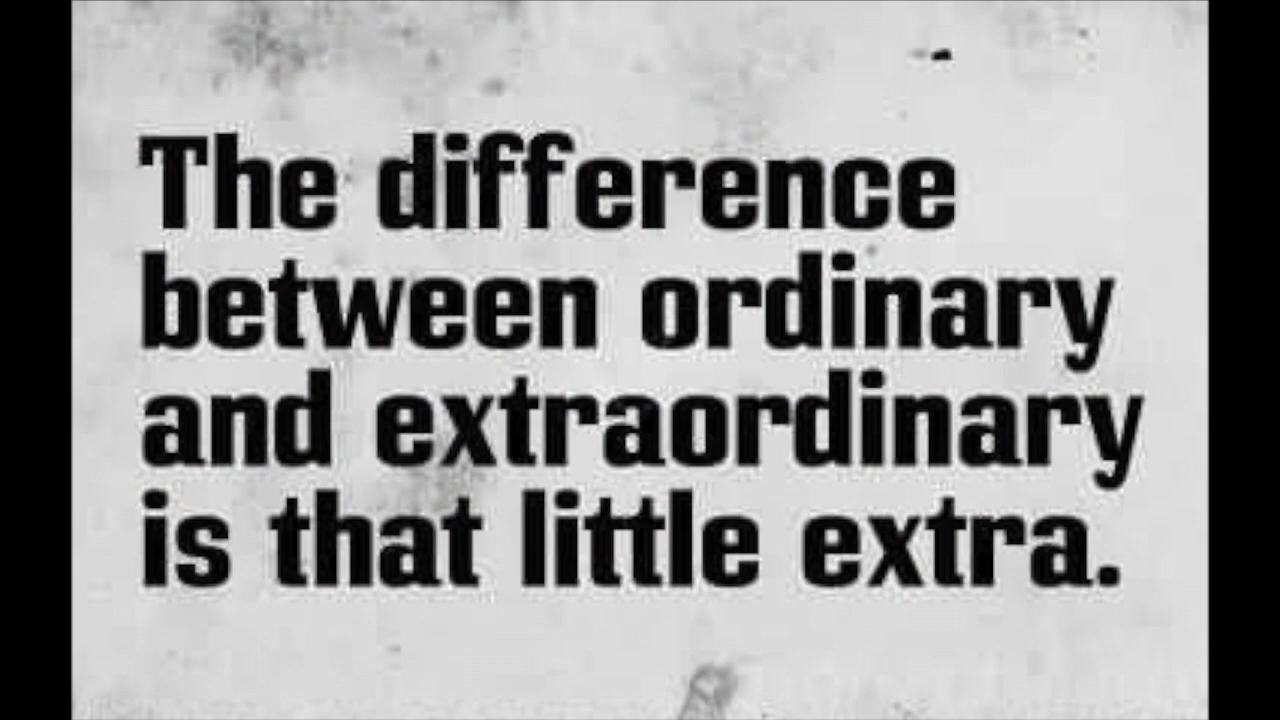 The difference
between ordinary
and extraordinary
is that little extra.